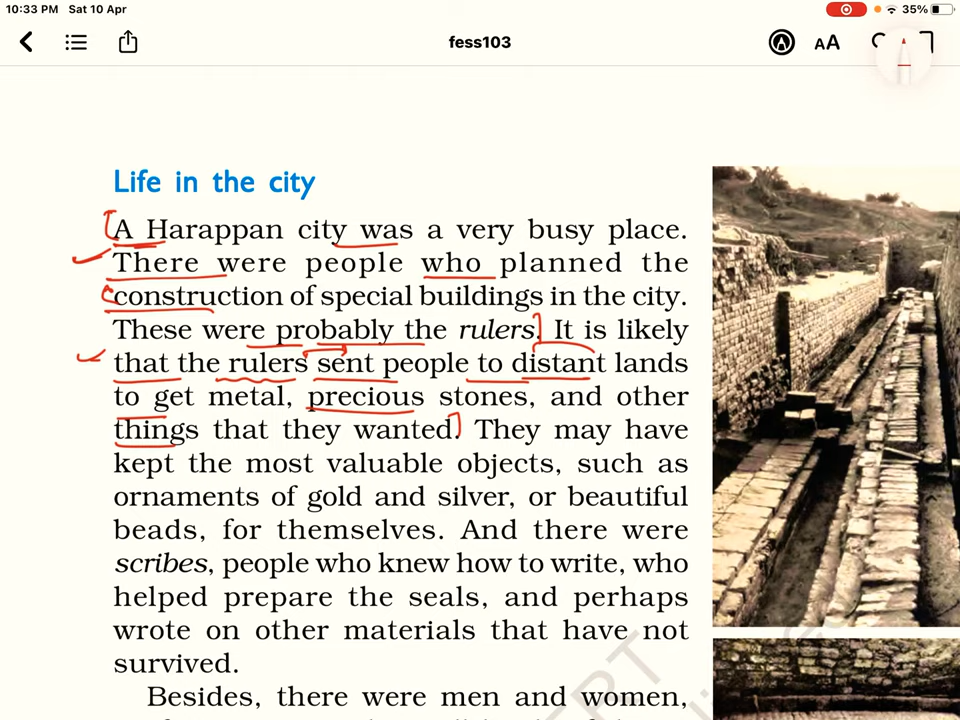 10:33 PM Sat 10 Apr
35%
fess103
AA
Life in the city
A Harappan city was a very busy place.
There were people who planned the
construction of special buildings in the city.
These were probably the rulers. It is likely
that the rulers sent people to distant lands
to get metal, precious stones, and other
things that they wanted. They may have
kept the most valuable objects, such as
ornaments of gold and silver, or beautiful
beads, for themselves. And there were
scribes, people who knew how to write, who
helped prepare the seals, and perhaps
wrote on other materials that have not
survived.
Besides, there were men and women,